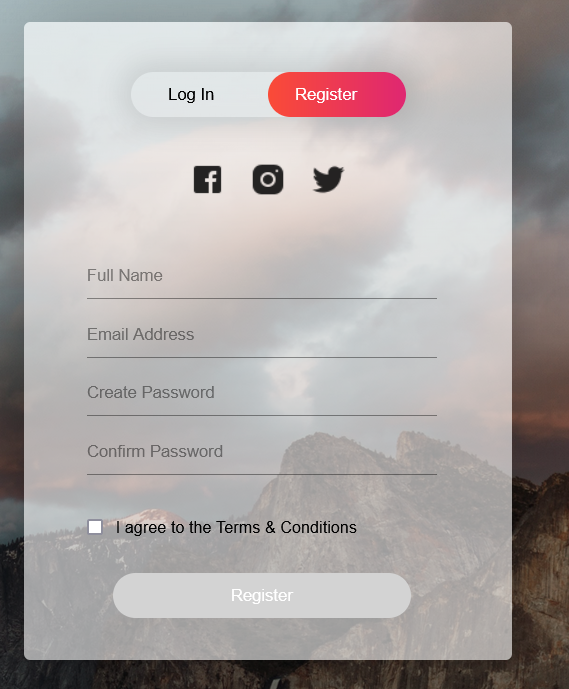 Log In Register
Full Name
Email Address
Create Password
Confirm Password
I agree to the Terms & Conditions
Register